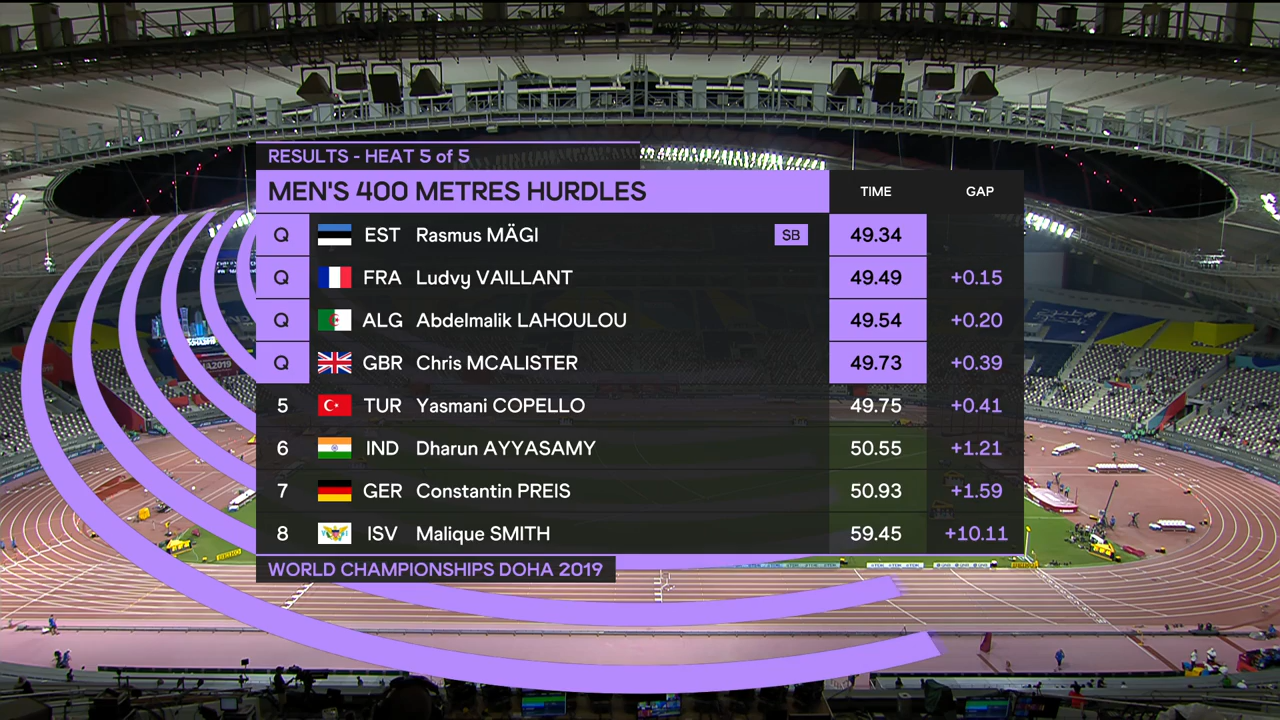 RESULTS - HEAT 5 of 5
MEN'S 400 METRES HURDLES TIME GAP
Q EST Rasmus MÄGI SB 49.34
Q FRA Ludvy VAILLANT 49.49 +0.15
Q ALG Abdelmalik LAHOULOU 49.54 +0.20
Q GBR Chris MCALISTER 49.73 +0.39
5 TUR Yasmani COPELLO 49.75 +0.41
6 IND Dharun AYYASAMY 50.55 +1.21
7 GER Constantin PREIS 50.93 +1.59
8 ISV Malique SMITH 59.45 +10.11
WORLD CHAMPIONSHIPS DOHA 2019